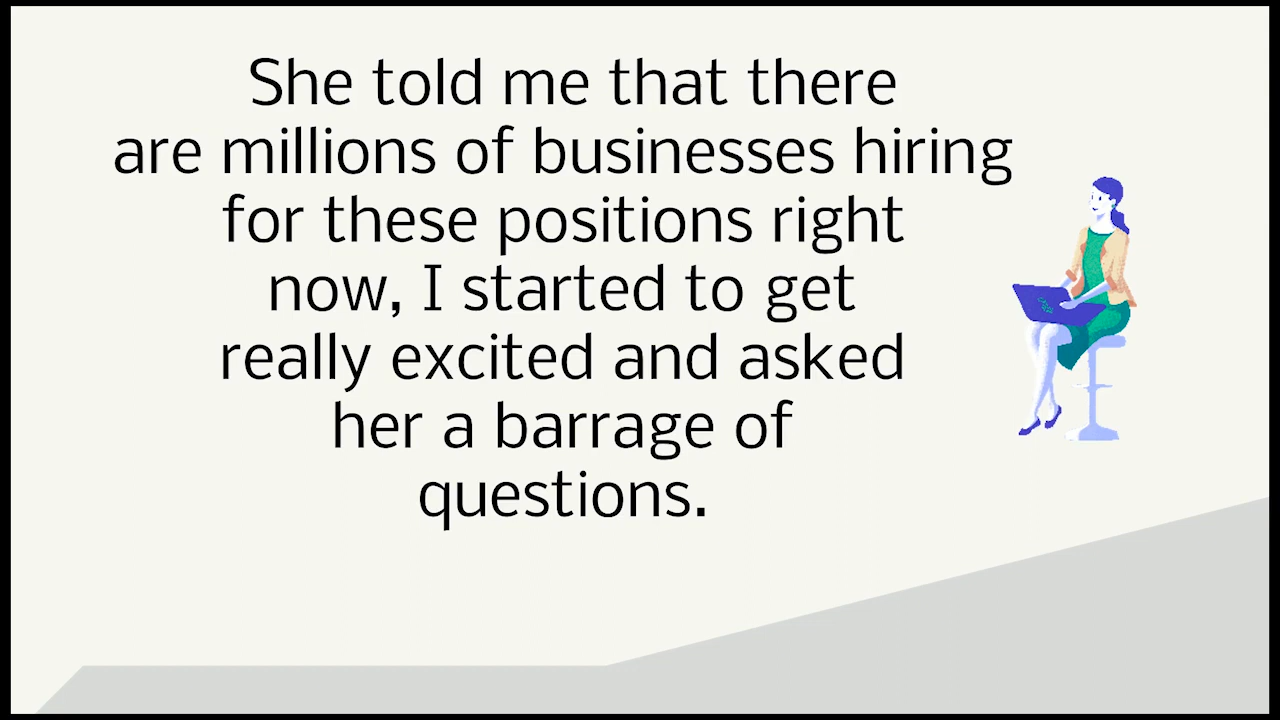 She told me that there
are millions of businesses hiring
for these positions right
now, I started to get
really excited and asked
her a barrage of
questions.